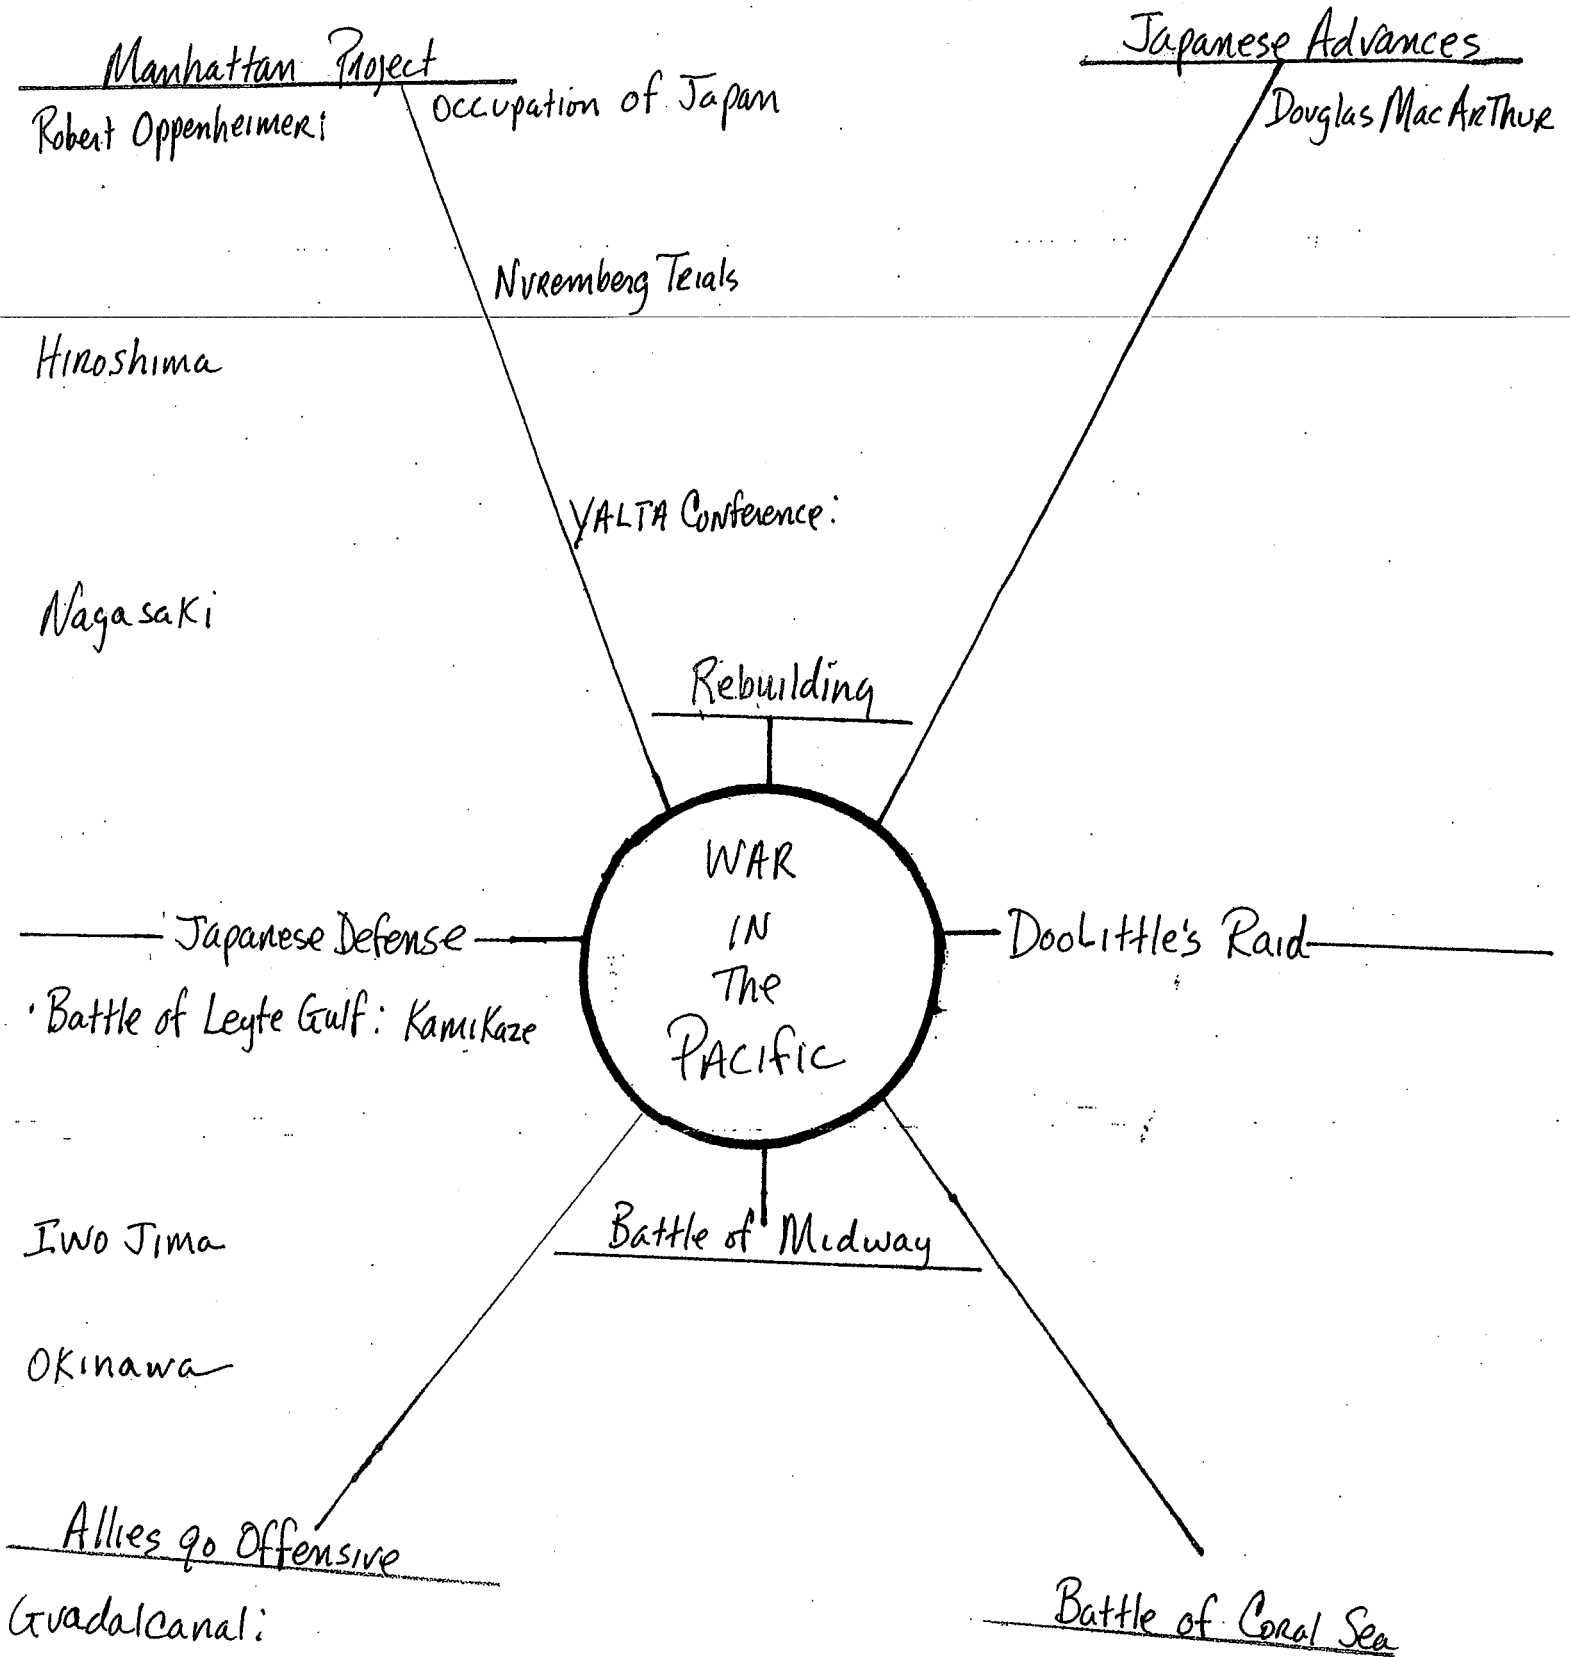 Manhattan Project
Robert Oppenheimer:
Hiroshima
Nagasaki
Occupation of Japan
Nuremberg Trials
YALTA Conference:
Rebuilding
Japanese Advances
Douglas MacArthur
WAR
IN
The
PACIFIC
Japanese Defense
· Battle of Leyte Gulf: Kamikaze
Iwo Jima
Okinawa
DooLittle's Raid
Battle of Midway
Allies go Offensive
Guadalcanal:
Battle of Coral Sea